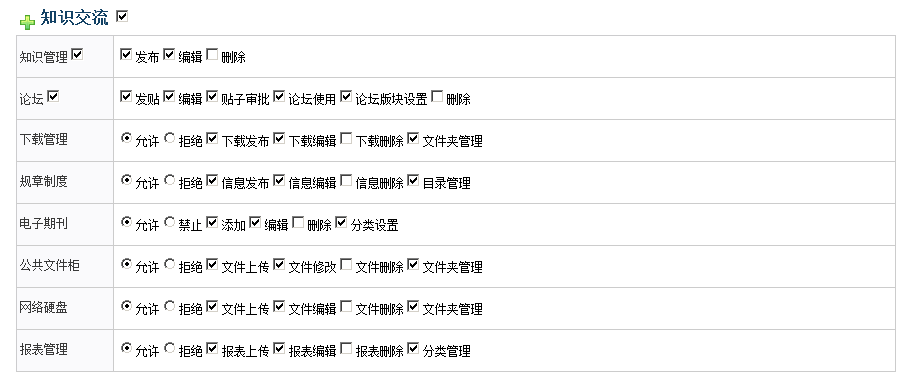 知识交流
知识管理 发布 编辑 删除
论坛 发贴 编辑 贴子审批 论坛使用 论坛版块设置 删除
下载管理 允许 拒绝 下载发布 下载编辑 下载删除 文件夹管理
规章制度 允许 拒绝 信息发布 信息编辑 信息删除 目录管理
电子期刊 允许 禁止 添加 编辑 删除 分类设置
公共文件柜 允许 拒绝 文件上传 文件修改 文件删除 文件夹管理
网络硬盘 允许 拒绝 文件上传 文件编辑 文件删除 文件夹管理
报表管理 允许 拒绝 报表上传 报表编辑 报表删除 分类管理